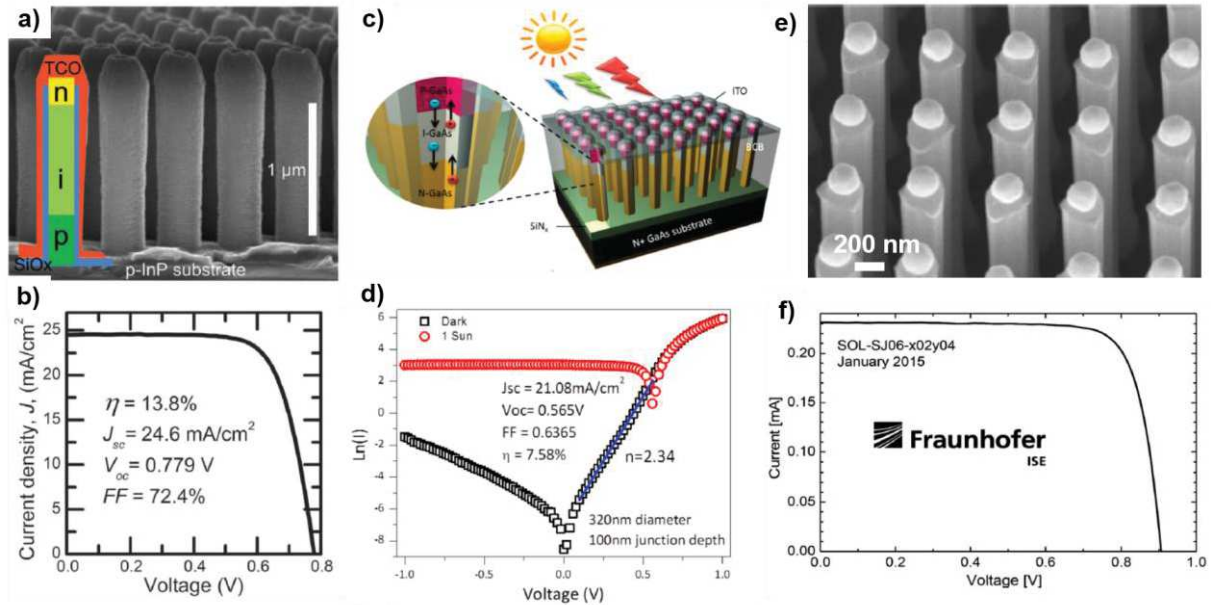 a)
TCO
n
i
p
SiOx
p-InP substrate
1 μm
b)
Current density, J, (mA/cm²
25
20
15
10
5
0
η = 13.8%
Jsc = 24.6 mA/cm²
Voc = 0.779 V
FF = 72.4%
0.0 0.2 0.4 0.6 0.8
Voltage (V)
c)
P-GaAs
I-GaAs
N-GaAs
ITO
BCB
SiNx
N+ GaAs substrate
d)
Ln(I)
6
4
2
0
-2
-4
-6
-8
Dark
1 Sun
Jsc = 21.08mA/cm²
Voc= 0.565V
FF = 0.6365
η = 7.58%
n=2.34
320nm diameter
100nm junction depth
-1.0 -0.5 0.0 0.5 1.0
Voltage (V)
e)
200 nm
f)
Current [mA]
0.20
0.10
0.00
SOL-SJ06-x02y04
January 2015
Fraunhofer
ISE
0.0 0.2 0.4 0.6 0.8 1.0
Voltage [V]